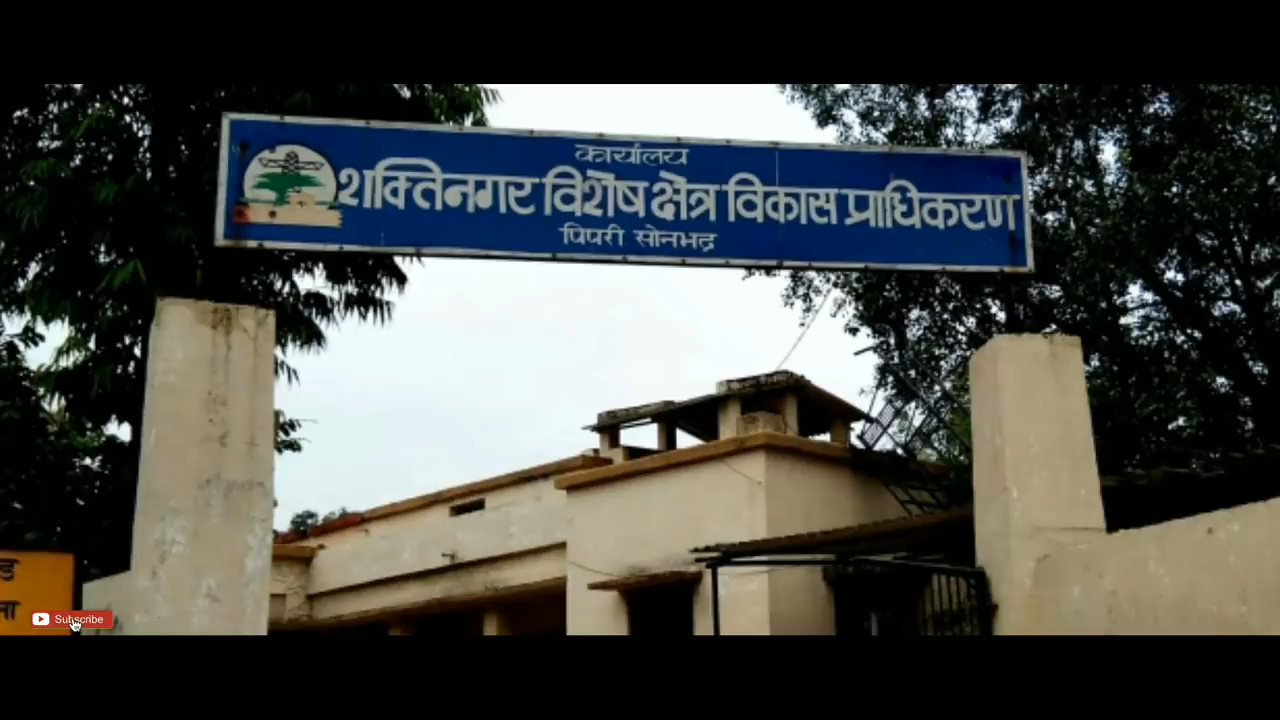 कार्यालय
शक्तिनगर विशेष क्षेत्र विकास प्राधिकरण
पिपरी सोनभद्र
Subscribe